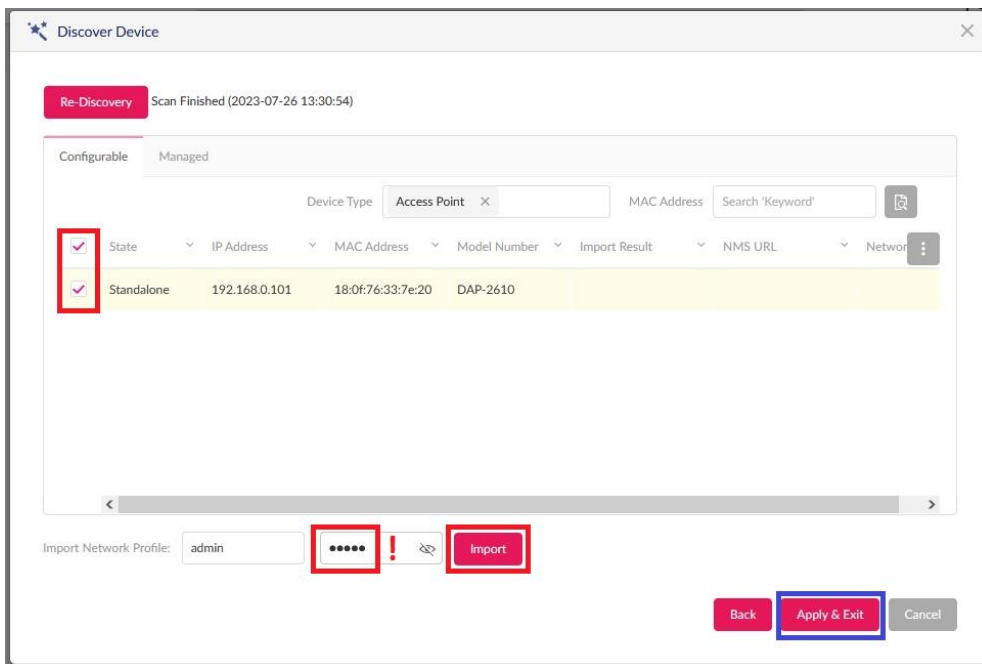 Discover Device
Re-Discovery Scan Finished (2023-07-26 13:30:54)
Configurable Managed
Device Type Access Point × MAC Address Search 'Keyword'
State IP Address MAC Address Model Number Import Result NMS URL Networ
Standalone 192.168.0.101 18:0f:76:33:7e:20 DAP-2610
Import Network Profile: admin ••••• ! Import
Back Apply & Exit Cancel